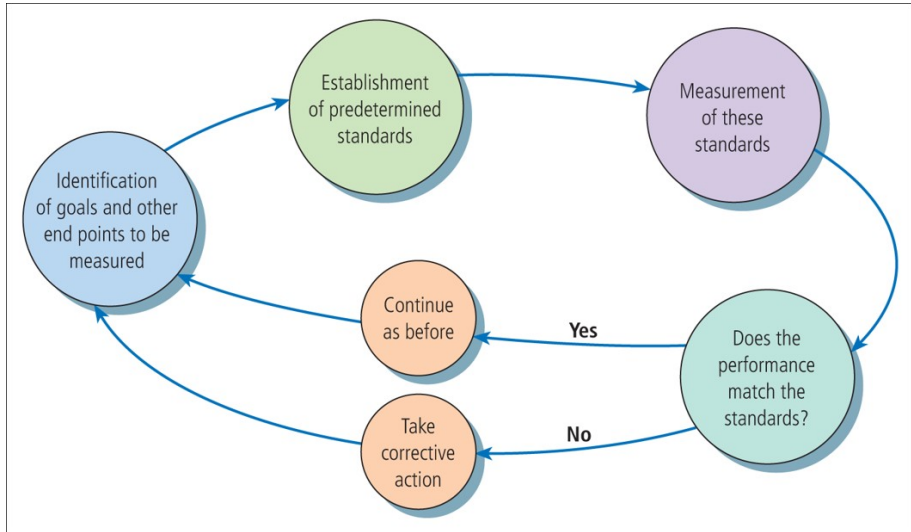 Identification
of goals and other
end points to be
measured
Establishment
of predetermined
standards
Measurement
of these
standards
Does the
performance
match the
standards?
Yes
Continue
as before
No
Take
corrective
action